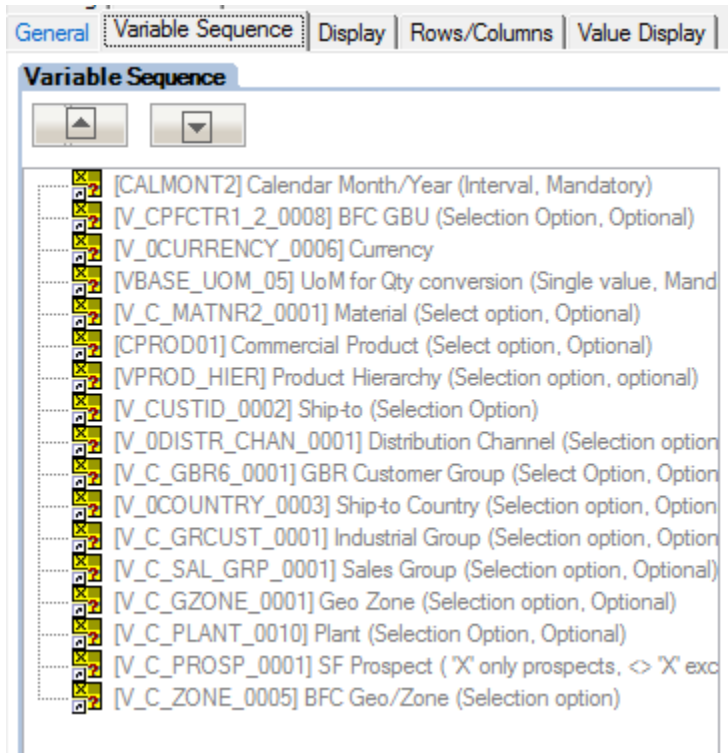 General Variable Sequence Display Rows/Columns Value Display
Variable Sequence
[CALMONT2] Calendar Month/Year (Interval, Mandatory)
[V_CPFCTR1_2_0008] BFC GBU (Selection Option, Optional)
[V_0CURRENCY_0006] Currency
[VBASE_UOM_05] UoM for Qty conversion (Single value, Mand
[V_C_MATNR2_0001] Material (Select option, Optional)
[CPROD01] Commercial Product (Select option, Optional)
[VPROD_HIER] Product Hierarchy (Selection option, optional)
[V_CUSTID_0002] Ship-to (Selection Option)
[V_0DISTR_CHAN_0001] Distribution Channel (Selection option
[V_C_GBR6_0001] GBR Customer Group (Select Option, Option
[V_0COUNTRY_0003] Ship-to Country (Selection option, Option
[V_C_GRCUST_0001] Industrial Group (Selection option, Option
[V_C_SAL_GRP_0001] Sales Group (Selection option, Optional)
[V_C_GZONE_0001] Geo Zone (Selection option, Optional)
[V_C_PLANT_0010] Plant (Selection Option, Optional)
[V_C_PROSP_0001] SF Prospect ( 'X' only prospects, <> 'X' exc
[V_C_ZONE_0005] BFC Geo/Zone (Selection option)